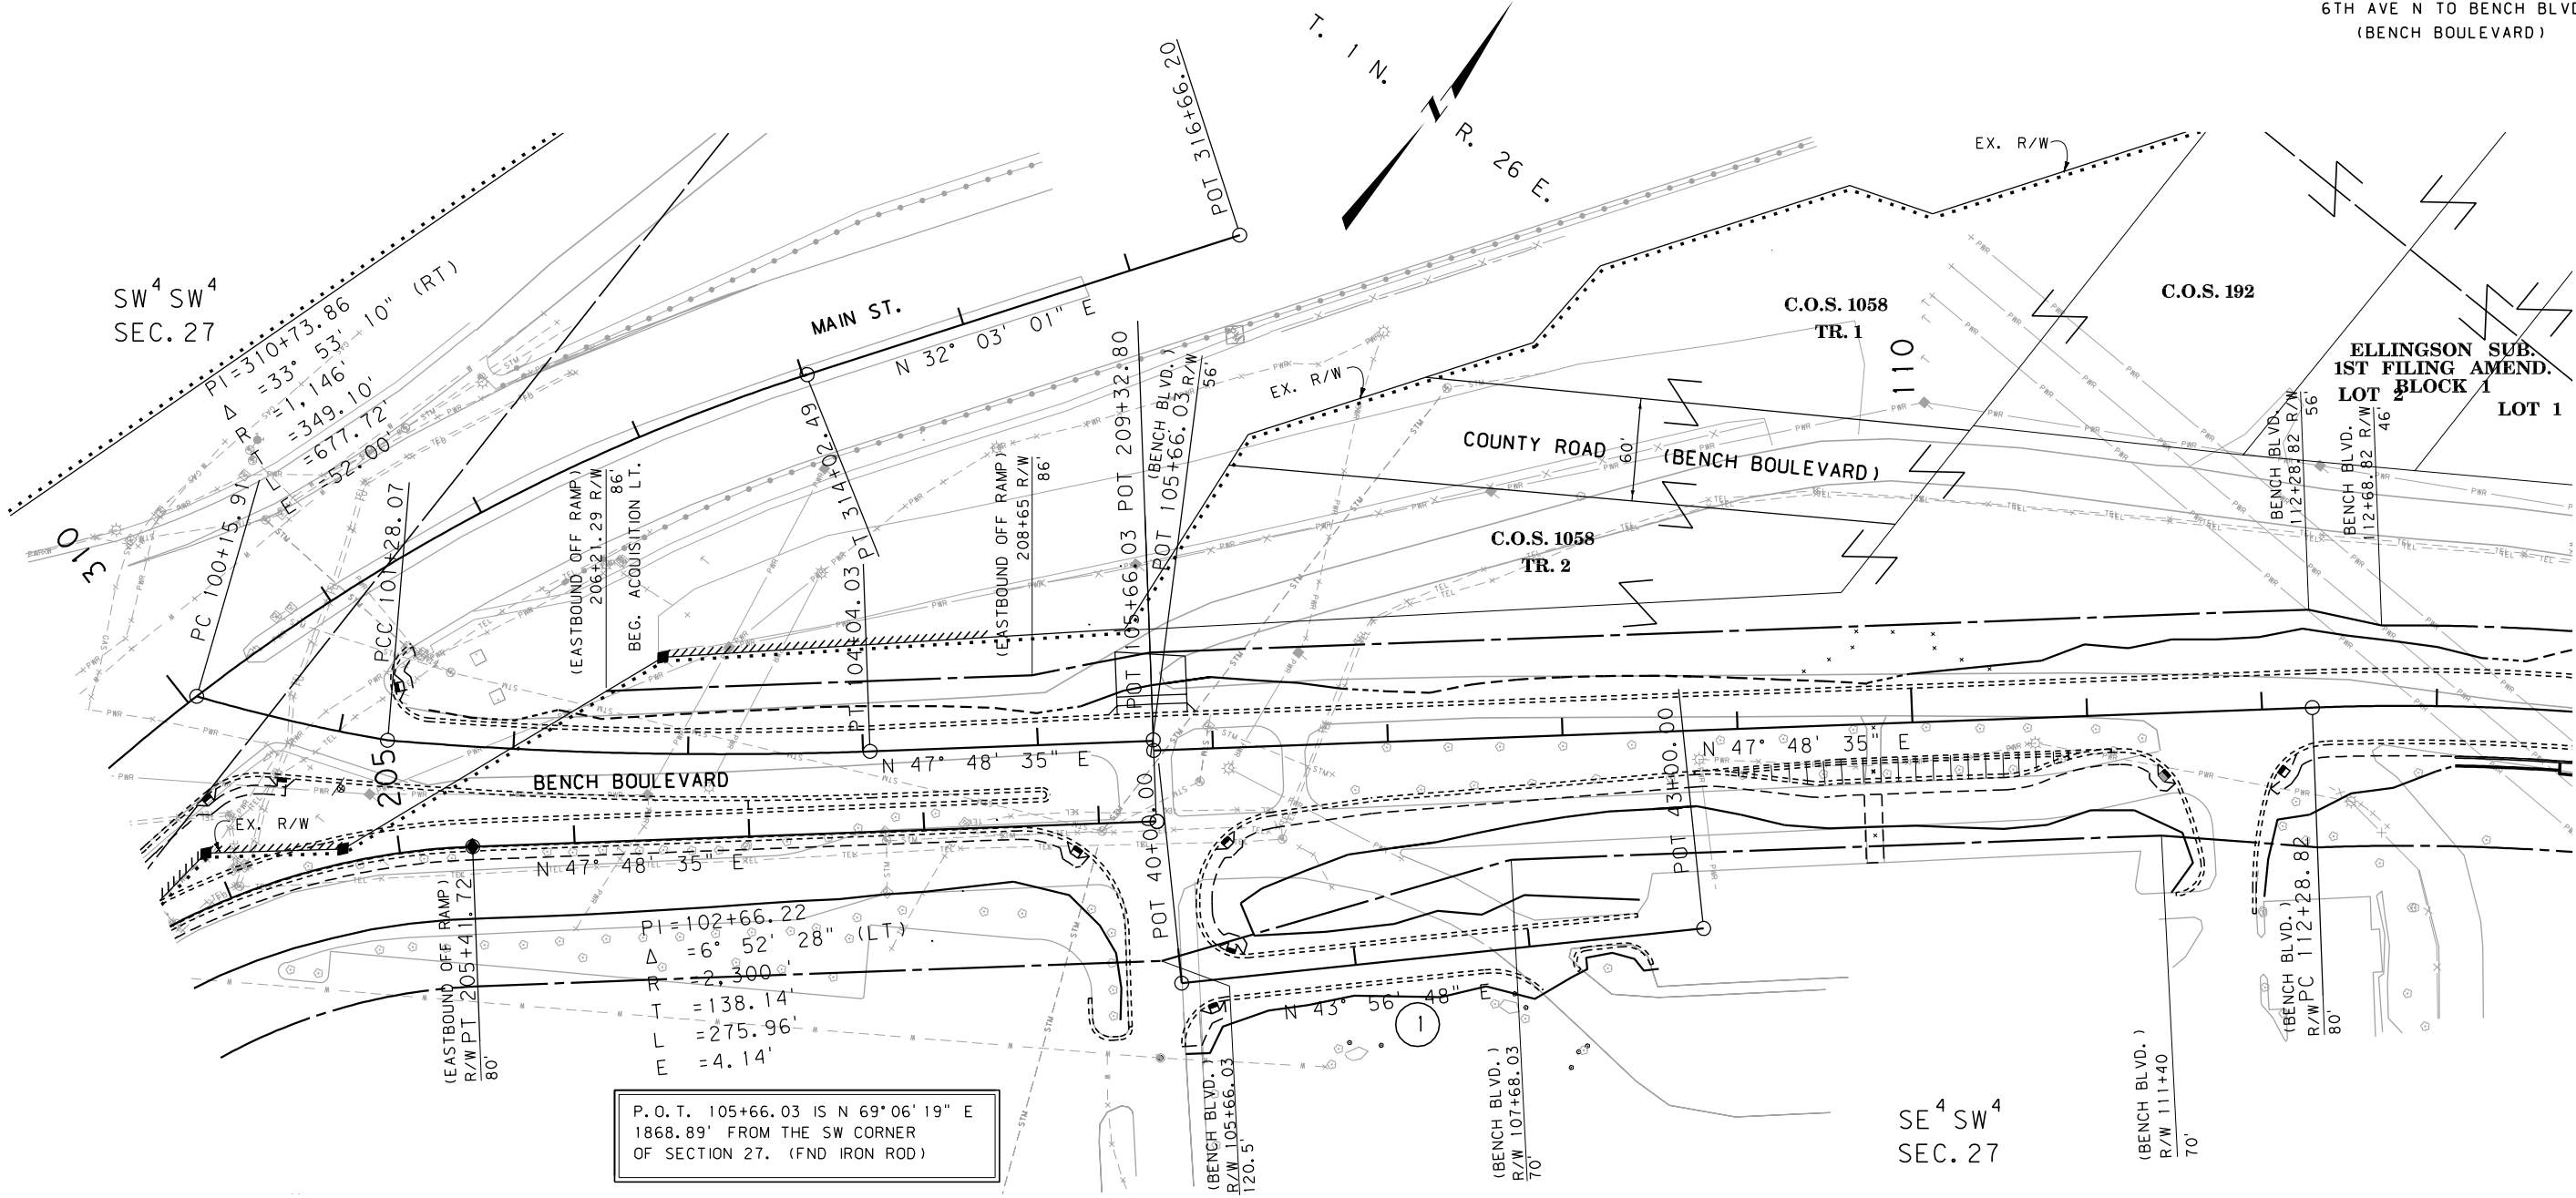 6TH AVE N TO BENCH BLVD
(BENCH BOULEVARD)
T. 1 N.
R. 26 E.
N
POT 316+66.20
EX. R/W
SW⁴ SW⁴
SEC. 27
PI=310+73.86
Δ =33° 53' 10" (RT)
R =1,146'
T =349.10'
L =677.72'
E =52.00'
MAIN ST.
N 32° 03' 01" E
C.O.S. 1058
TR. 1
C.O.S. 192
110
ELLINGSON SUB.
1ST FILING AMEND.
BLOCK 1
LOT 2
LOT 1
EX. R/W
COUNTY ROAD (BENCH BOULEVARD)
60'
C.O.S. 1058
TR. 2
310
PC 100+15.91
PCC 101+28.07
(EASTBOUND OFF RAMP)
206+21.29 R/W
86'
BEG. ACQUISITION LT.
PT 314+02.49
PT 104+04.03
(EASTBOUND OFF RAMP)
208+65 R/W
86'
POT 105+66.03 POT 209+32.80
(BENCH BLVD.)
POT 105+66.03 R/W
56'
BENCH BLVD.
112+28.82 R/W
56'
BENCH BLVD.
112+68.82 R/W
46'
205
BENCH BOULEVARD
N 47° 48' 35" E
N 47° 48' 35" E
EX. R/W
N 47° 48' 35" E
POT 40+00.00
POT 43+00.00
(EASTBOUND OFF RAMP)
R/W PT 205+41.72
80'
PI=102+66.22
Δ =6° 52' 28" (LT)
R =2,300'
T =138.14'
L =275.96'
E =4.14'
N 43° 56' 48" E
1
P.O.T. 105+66.03 IS N 69°06'19" E
1868.89' FROM THE SW CORNER
OF SECTION 27. (FND IRON ROD)
(BENCH BLVD.)
R/W 105+66.03
120.5'
(BENCH BLVD.)
R/W 107+68.03
70'
(BENCH BLVD.)
R/W 111+40
70'
(BENCH BLVD.)
R/W PC 112+28.82
80'
SE⁴ SW⁴
SEC. 27